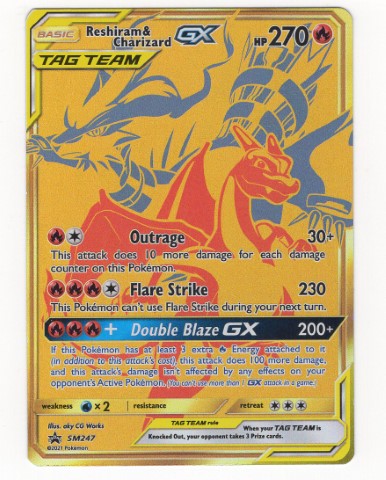 BASIC
Reshiram&
Charizard GX HP270
TAG TEAM
Outrage 30+
This attack does 10 more damage for each damage
counter on this Pokémon.
Flare Strike 230
This Pokémon can't use Flare Strike during your next turn.
+ Double Blaze GX 200+
If this Pokémon has at least 3 extra Energy attached to it
(in addition to this attack's cost), this attack does 100 more damage,
and this attack's damage isn't affected by any effects on your
opponent's Active Pokémon. (You can't use more than 1 GX attack in a game.)
weakness ×2 resistance retreat
Illus. aky CG Works
SM247
©2021 Pokémon
TAG TEAM rule
When your TAG TEAM is
Knocked Out, your opponent takes 3 Prize cards.